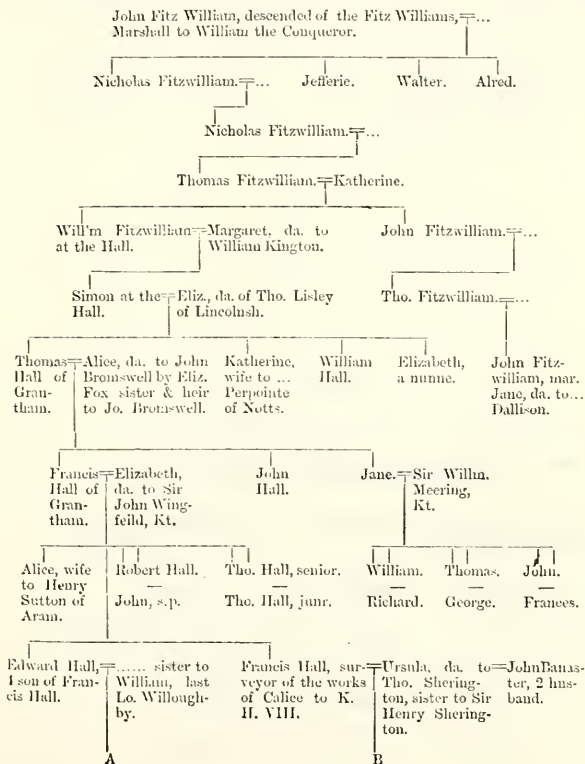 John Fitz William, descended of the Fitz Williams,
Marshall to William the Conqueror.
...
Nicholas Fitzwilliam.
...
Jefferie.
Walter.
Alred.
Nicholas Fitzwilliam.
...
Thomas Fitzwilliam.
Katherine.
Will'm Fitzwilliam
at the Hall.
Margaret, da. to
William Kington.
John Fitzwilliam.
...
Simon at the
Hall.
Eliz., da. of Tho. Lisley
of Lincolnsh.
Tho. Fitzwilliam.
...
Thomas
Hall of
Gran-
tham.
Alice, da. to John
Bromswell by Eliz.
Fox sister & heir
to Jo. Bromswell.
Katherine,
wife to ...
Perpointe
of Notts.
William
Hall.
Elizabeth,
a nunne.
John Fitz-
william, mar.
Jane, da. to...
Dallison.
Francis
Hall of
Gran-
tham.
Elizabeth,
da. to Sir
John Wing-
feild, Kt.
John
Hall.
Jane.
Sir Willm.
Meering,
Kt.
Alice, wife
to Henry
Sutton of
Aram.
Robert Hall.
—
John, s.p.
Tho. Hall, senior.
—
Tho. Hall, junr.
William.
—
Richard.
Thomas.
—
George.
John.
—
Frances.
Edward Hall,
1 son of Fran-
cis Hall.
...... sister to
William, last
Lo. Willough-
by.
Francis Hall, sur-
veyor of the works
of Calice to K.
H. VIII.
Ursula, da. to
Tho. Shering-
ton, sister to Sir
Henry Shering-
ton.
John Banas-
ter, 2 hus-
band.
A
B